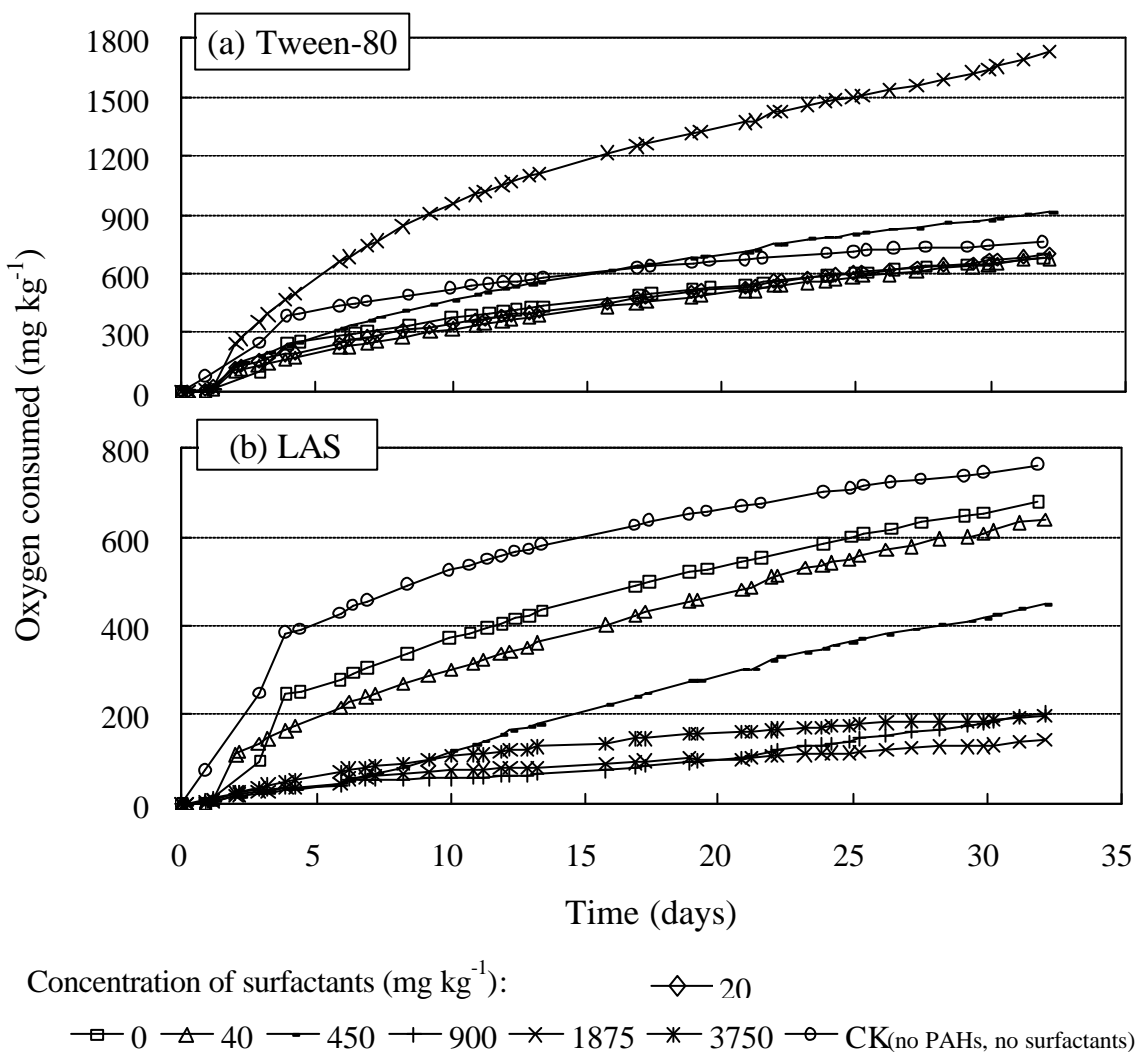 (a) Tween-80
1800
1500
1200
900
600
300
0
Oxygen consumed (mg kg⁻¹)
(b) LAS
800
600
400
200
0
0 5 10 15 20 25 30 35
Time (days)
Concentration of surfactants (mg kg⁻¹):
20
0 40 450 900 1875 3750 CK(no PAHs, no surfactants)